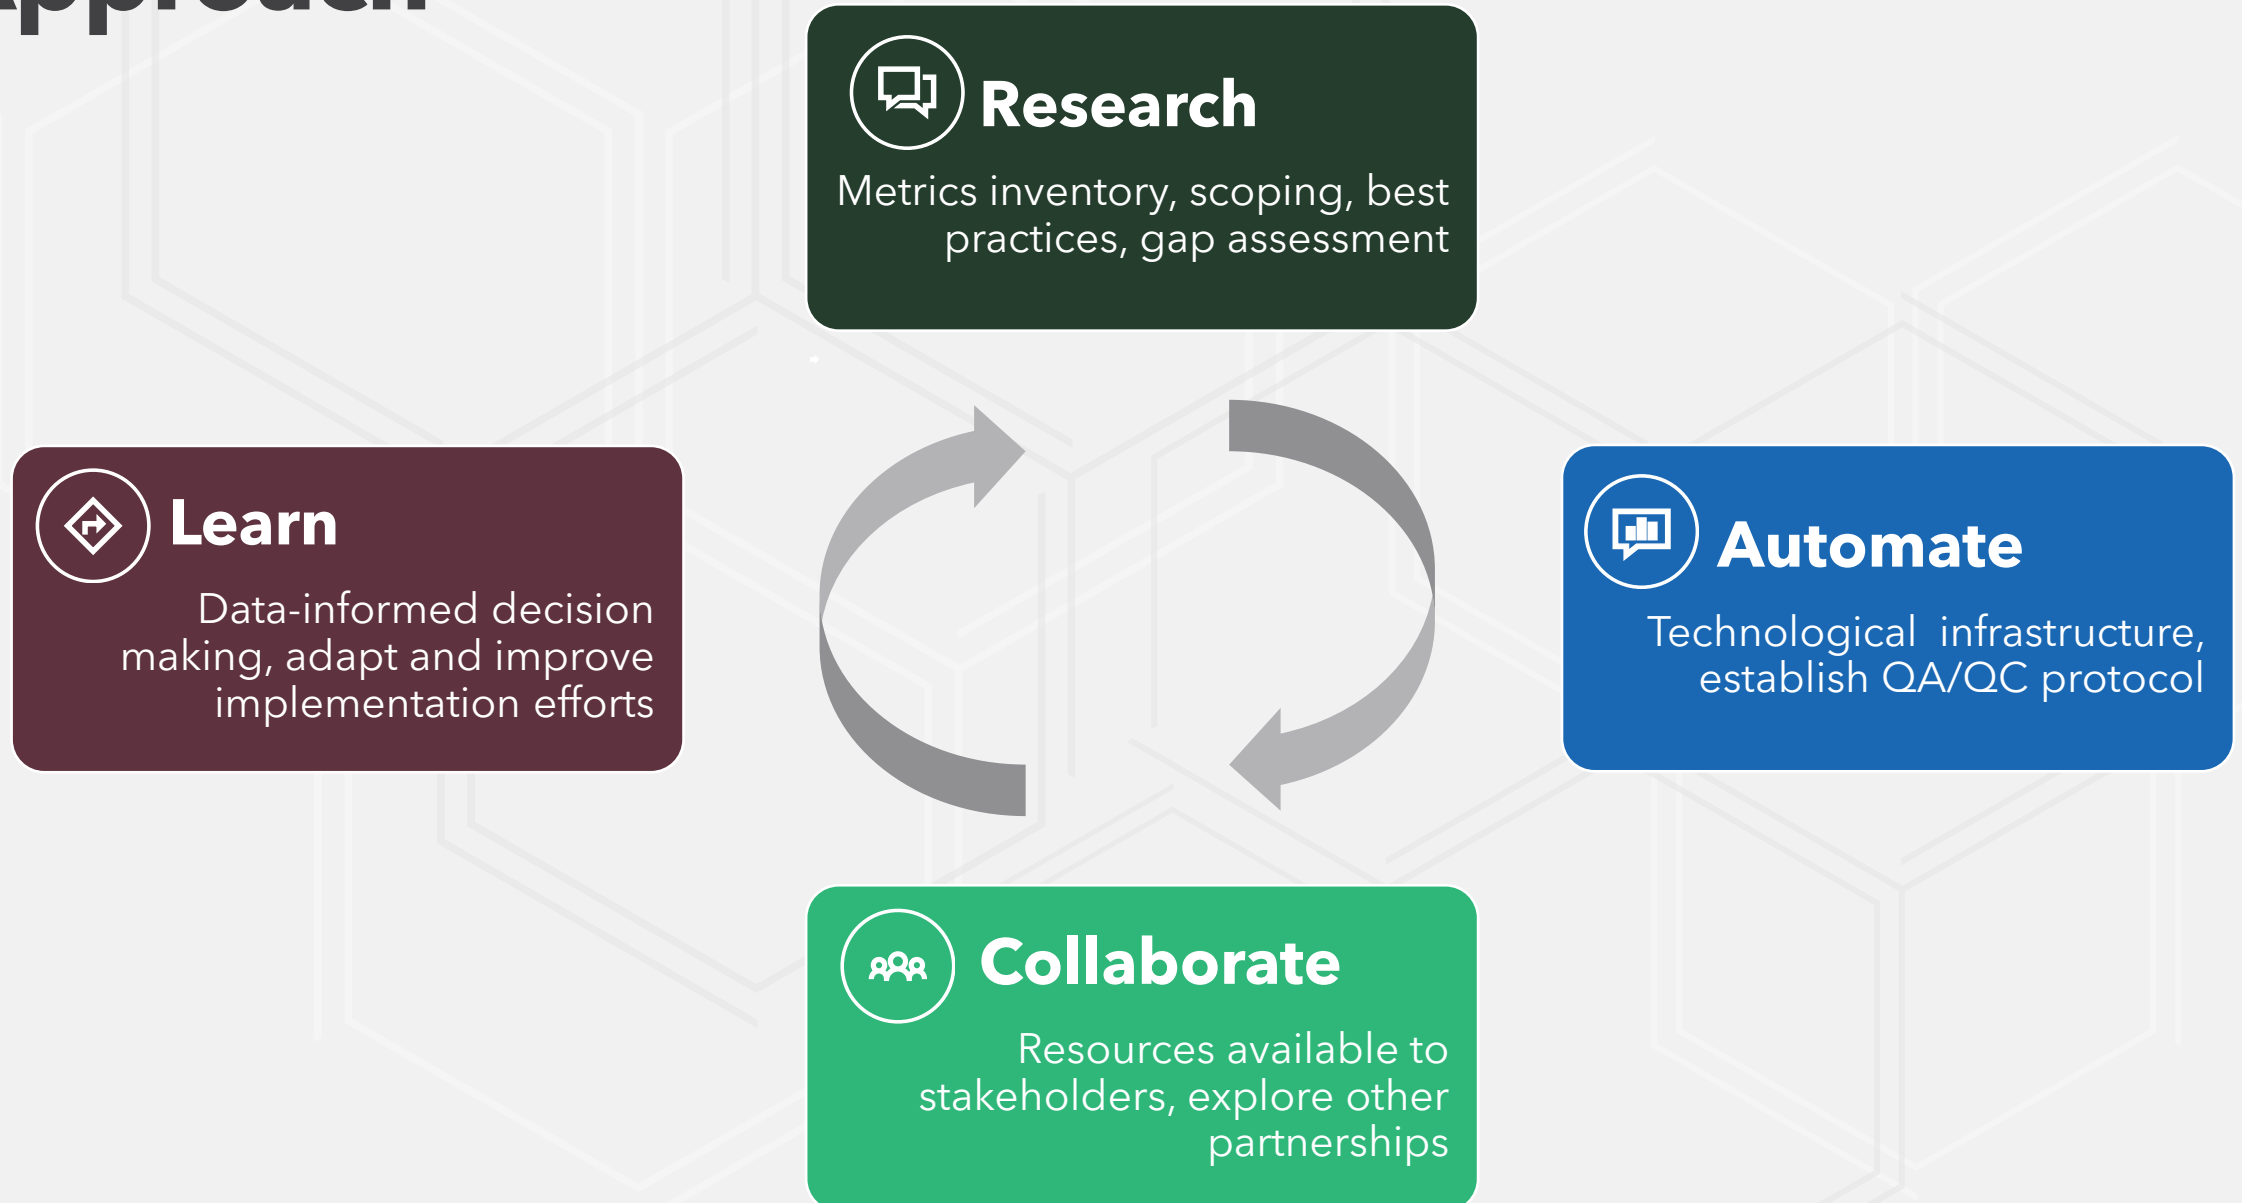 Approach
Research
Metrics inventory, scoping, best
practices, gap assessment
Learn
Data-informed decision
making, adapt and improve
implementation efforts
Automate
Technological  infrastructure,
establish QA/QC protocol
Collaborate
Resources available to
stakeholders, explore other
partnerships